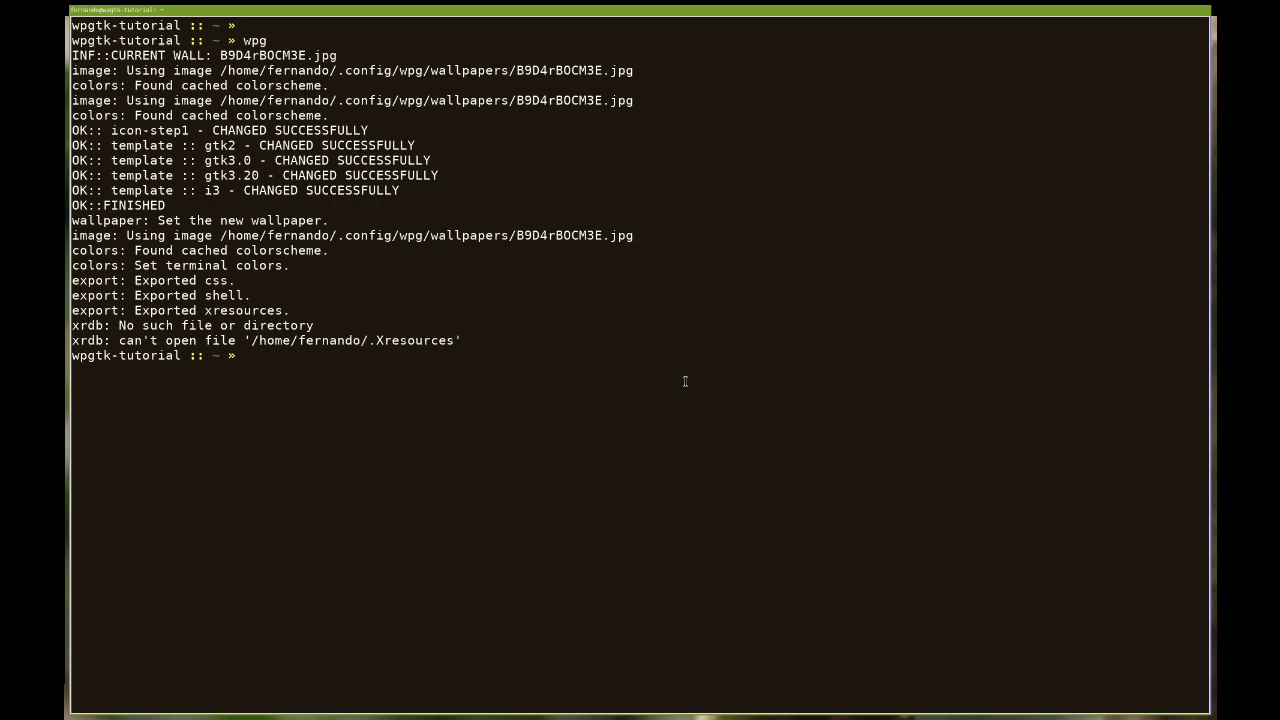 fernando@wpgtk-tutorial: ~
wpgtk-tutorial :: ~ »
wpgtk-tutorial :: ~ » wpg
INF::CURRENT WALL: B9D4rBOCM3E.jpg
image: Using image /home/fernando/.config/wpg/wallpapers/B9D4rBOCM3E.jpg
colors: Found cached colorscheme.
image: Using image /home/fernando/.config/wpg/wallpapers/B9D4rBOCM3E.jpg
colors: Found cached colorscheme.
OK:: icon-step1 - CHANGED SUCCESSFULLY
OK:: template :: gtk2 - CHANGED SUCCESSFULLY
OK:: template :: gtk3.0 - CHANGED SUCCESSFULLY
OK:: template :: gtk3.20 - CHANGED SUCCESSFULLY
OK:: template :: i3 - CHANGED SUCCESSFULLY
OK::FINISHED
wallpaper: Set the new wallpaper.
image: Using image /home/fernando/.config/wpg/wallpapers/B9D4rBOCM3E.jpg
colors: Found cached colorscheme.
colors: Set terminal colors.
export: Exported css.
export: Exported shell.
export: Exported xresources.
xrdb: No such file or directory
xrdb: can't open file '/home/fernando/.Xresources'
wpgtk-tutorial :: ~ »